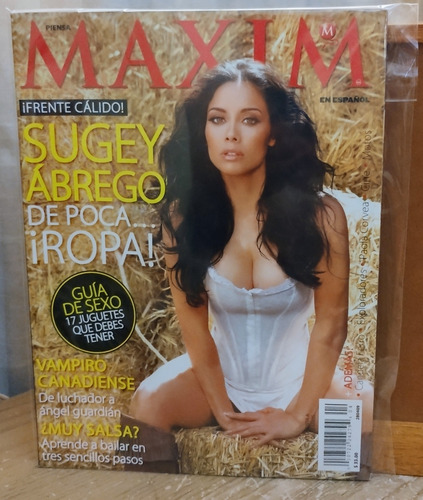 PIENSA
MAXIM
M
EN ESPAÑOL
¡FRENTE CÁLIDO!
SUGEY
ÁBREGO
DE POCA...
¡ROPA!
GUÍA
DE SEXO
17 JUGUETES
QUE DEBES
TENER
VAMPIRO
CANADIENSE
De luchador a
ángel guardián
¿MUY SALSA?
Aprende a bailar en
tres sencillos pasos
ADEMÁS